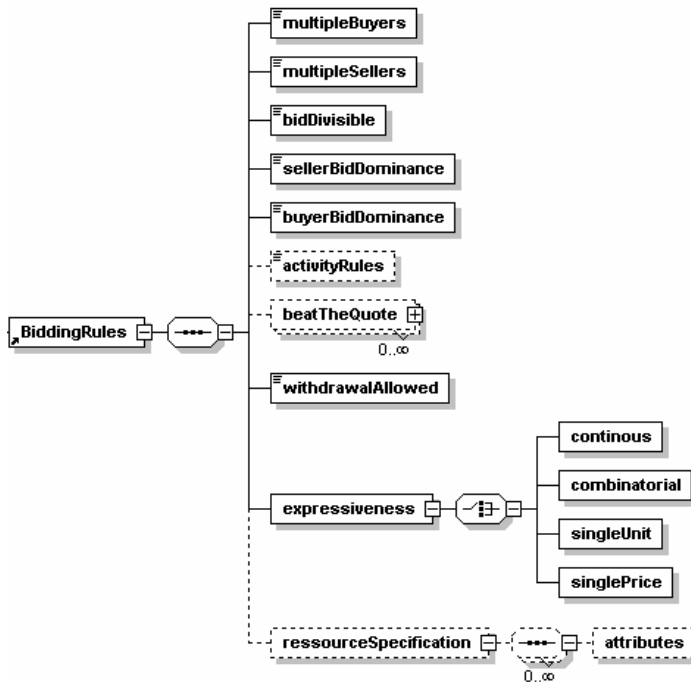 multipleBuyers
multipleSellers
bidDivisible
sellerBidDominance
buyerBidDominance
activityRules
beatTheQuote
0..∞
BiddingRules
withdrawalAllowed
expressiveness
continous
combinatorial
singleUnit
singlePrice
ressourceSpecification
attributes
0..∞